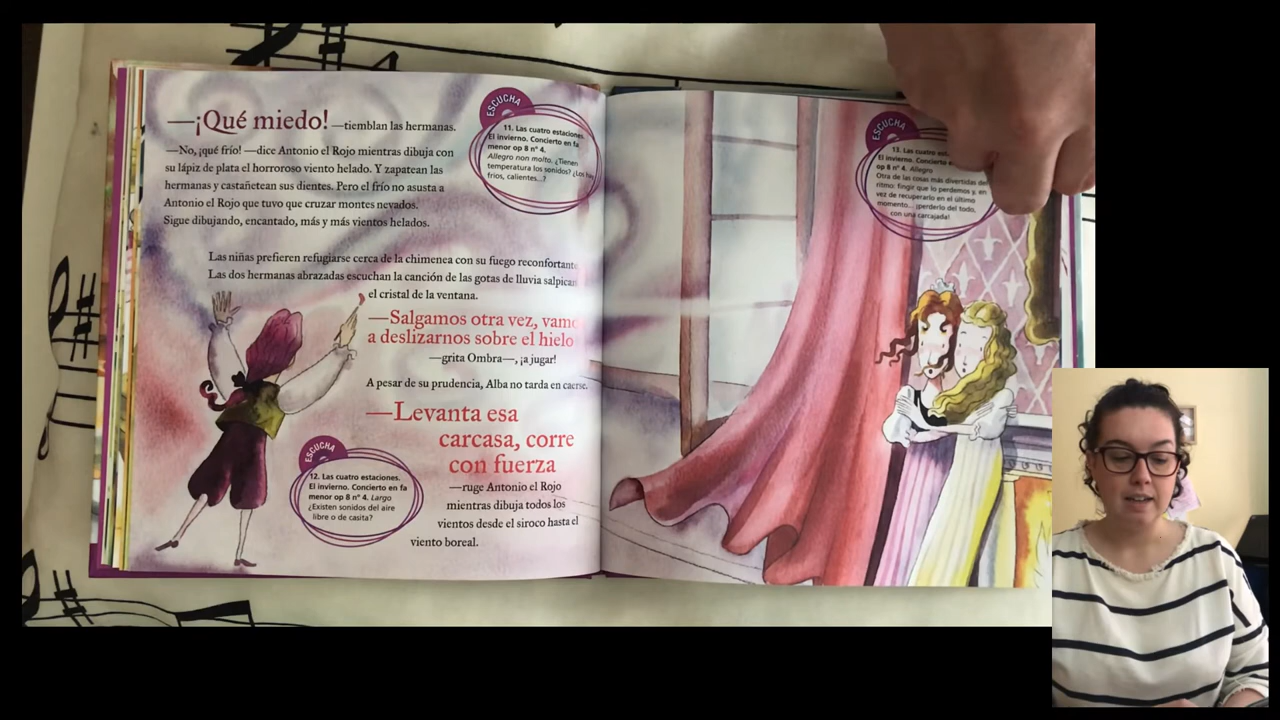 —¡Qué miedo! —tiemblan las hermanas.
—No, ¡qué frío! —dice Antonio el Rojo mientras dibuja con
su lápiz de plata el horroroso viento helado. Y zapatean las
hermanas y castañetean sus dientes. Pero el frío no asusta a
Antonio el Rojo que tuvo que cruzar montes nevados.
Sigue dibujando, encantado, más y más vientos helados.
ESCUCHA
11. Las cuatro estaciones.
El invierno. Concierto en fa
menor op 8 nº 4.
Allegro non molto. ¿Tienen
temperatura los sonidos? ¿Los hay
fríos, calientes...?
Las niñas prefieren refugiarse cerca de la chimenea con su fuego reconfortante.
Las dos hermanas abrazadas escuchan la canción de las gotas de lluvia
el cristal de la ventana.
—Salgamos otra vez,
a deslizarnos sobre el hielo
—grita Ombra—, ¡a jugar!
A pesar de su prudencia, Alba no tarda en caerse.
—Levanta esa
carcasa, corre
con fuerza
—ruge Antonio el Rojo
mientras dibuja todos los
vientos desde el siroco hasta el
viento boreal.
ESCUCHA
12. Las cuatro estaciones.
El invierno. Concierto en fa
menor op 8 nº 4. Largo
¿Existen sonidos del aire
libre o de casita?
ESCUCHA
13. Las cuatro
El invierno. Concierto
op 8 nº 4. Allegro
Otra de las cosas más divertidas del
ritmo: fingir que lo perdemos y, en
vez de recuperarlo en el último
momento... ¡perderlo del todo,
con una carcajada!